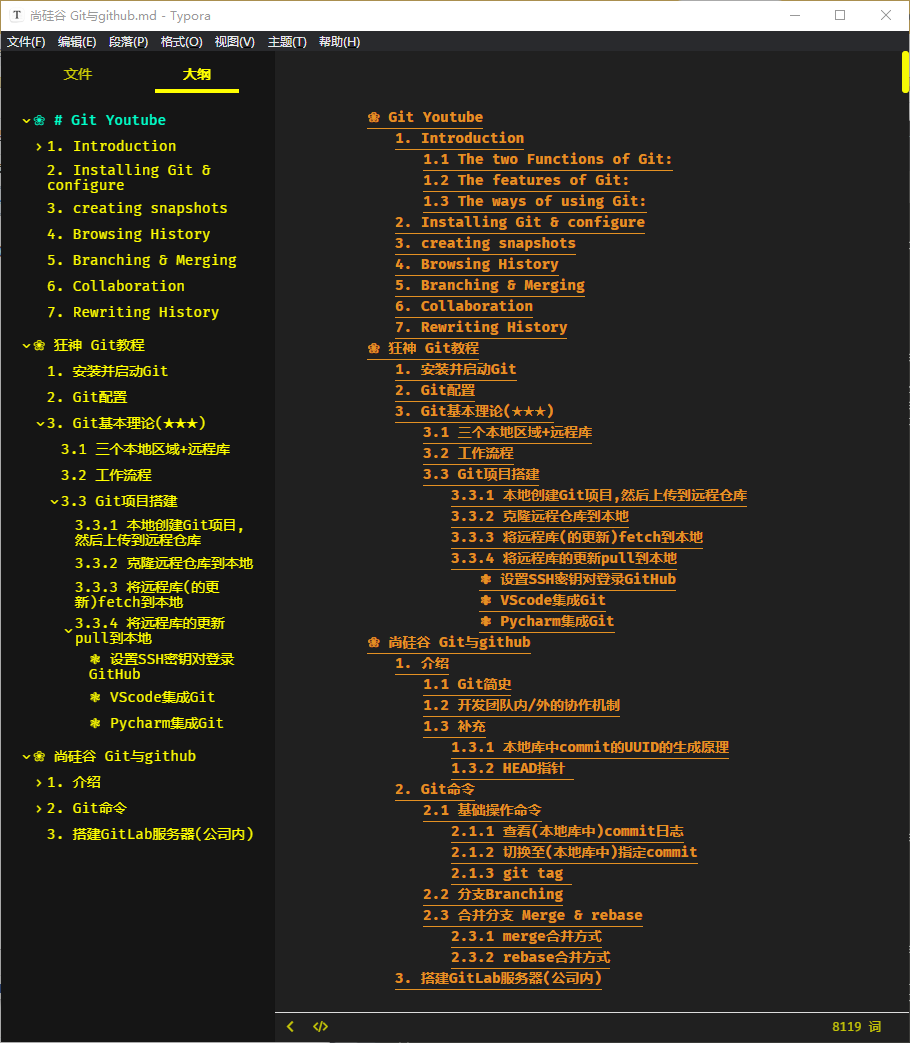 尚硅谷 Git与github.md - Typora
文件(F) 编辑(E) 段落(P) 格式(O) 视图(V) 主题(T) 帮助(H)
文件 大纲
❀ # Git Youtube
1. Introduction
2. Installing Git &
configure
3. creating snapshots
4. Browsing History
5. Branching & Merging
6. Collaboration
7. Rewriting History
❀ 狂神 Git教程
1. 安装并启动Git
2. Git配置
3. Git基本理论(★★★)
3.1 三个本地区域+远程库
3.2 工作流程
3.3 Git项目搭建
3.3.1 本地创建Git项目,
然后上传到远程仓库
3.3.2 克隆远程仓库到本地
3.3.3 将远程库(的更
新)fetch到本地
3.3.4 将远程库的更新
pull到本地
❃ 设置SSH密钥对登录
GitHub
❃ VScode集成Git
❃ Pycharm集成Git
❀ 尚硅谷 Git与github
1. 介绍
2. Git命令
3. 搭建GitLab服务器(公司内)
❀ Git Youtube
1. Introduction
1.1 The two Functions of Git:
1.2 The features of Git:
1.3 The ways of using Git:
2. Installing Git & configure
3. creating snapshots
4. Browsing History
5. Branching & Merging
6. Collaboration
7. Rewriting History
❀ 狂神 Git教程
1. 安装并启动Git
2. Git配置
3. Git基本理论(★★★)
3.1 三个本地区域+远程库
3.2 工作流程
3.3 Git项目搭建
3.3.1 本地创建Git项目,然后上传到远程仓库
3.3.2 克隆远程仓库到本地
3.3.3 将远程库(的更新)fetch到本地
3.3.4 将远程库的更新pull到本地
❃ 设置SSH密钥对登录GitHub
❃ VScode集成Git
❃ Pycharm集成Git
❀ 尚硅谷 Git与github
1. 介绍
1.1 Git简史
1.2 开发团队内/外的协作机制
1.3 补充
1.3.1 本地库中commit的UUID的生成原理
1.3.2 HEAD指针
2. Git命令
2.1 基础操作命令
2.1.1 查看(本地库中)commit日志
2.1.2 切换至(本地库中)指定commit
2.1.3 git tag
2.2 分支Branching
2.3 合并分支 Merge & rebase
2.3.1 merge合并方式
2.3.2 rebase合并方式
3. 搭建GitLab服务器(公司内)
8119 词